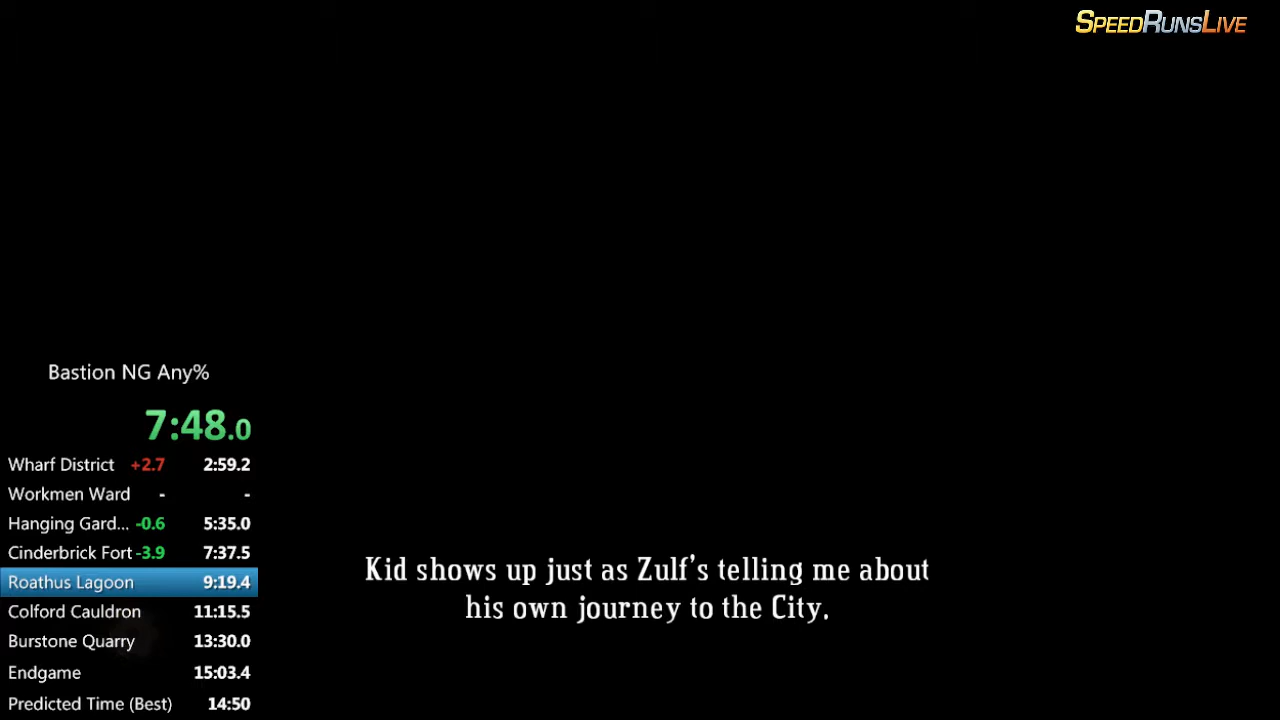 SPEEDRUNSLIVE
Bastion NG Any%
7:48.0
Wharf District +2.7 2:59.2
Workmen Ward - -
Hanging Gard... -0.6 5:35.0
Cinderbrick Fort -3.9 7:37.5
Roathus Lagoon 9:19.4
Colford Cauldron 11:15.5
Burstone Quarry 13:30.0
Endgame 15:03.4
Predicted Time (Best) 14:50
Kid shows up just as Zulf's telling me about
his own journey to the City.